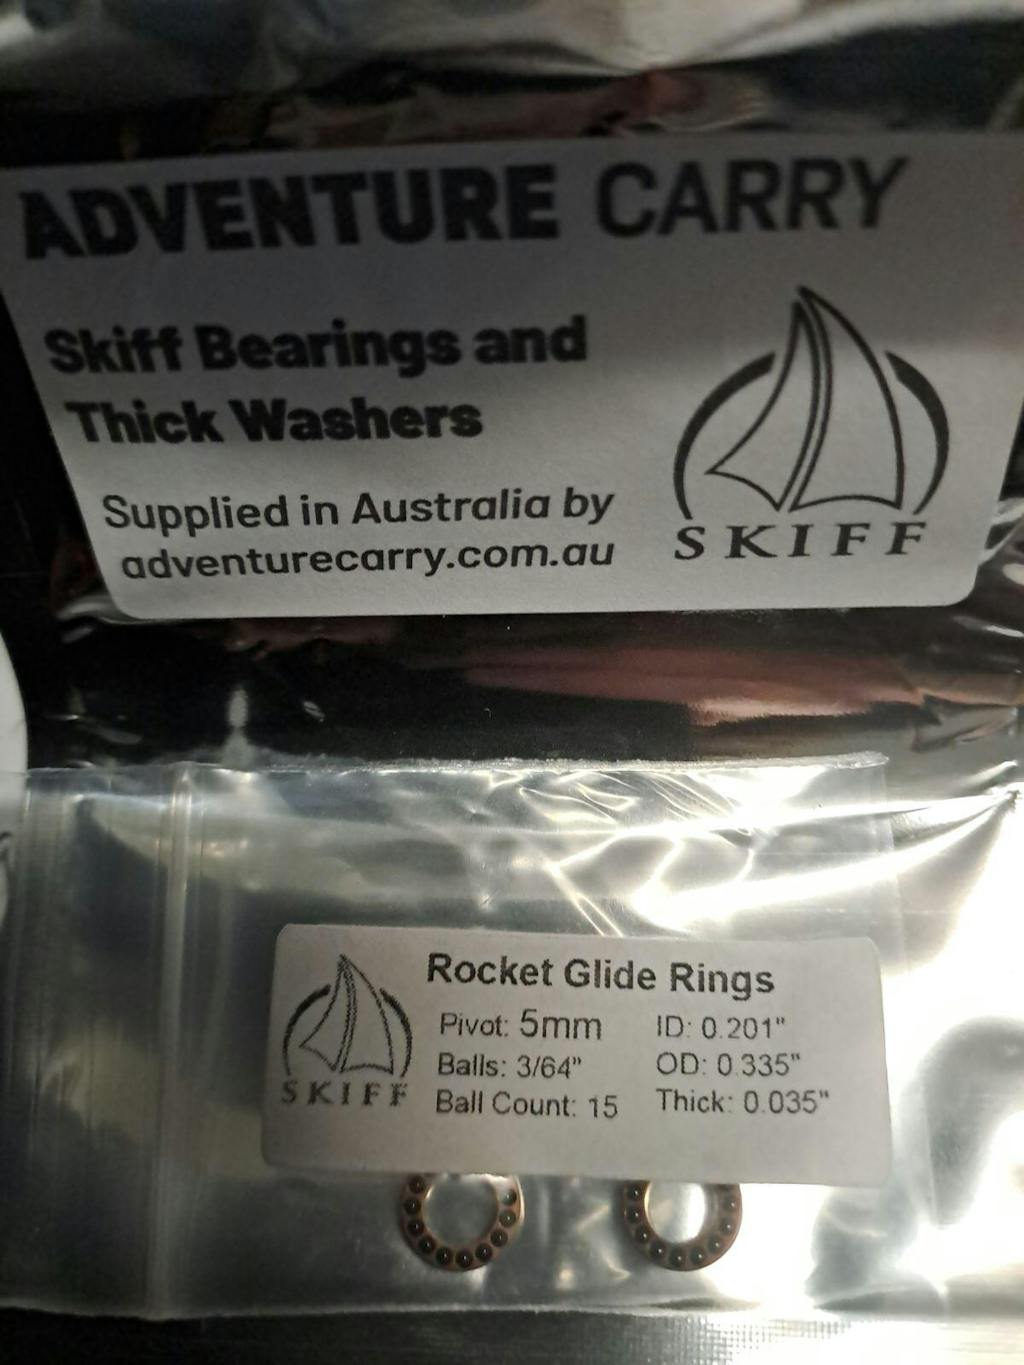 ADVENTURE CARRY
Skiff Bearings and
Thick Washers
Supplied in Australia by
adventurecarry.com.au
SKIFF
Rocket Glide Rings
Pivot: 5mm
ID: 0.201"
Balls: 3/64"
OD: 0.335"
Ball Count: 15
Thick: 0.035"
SKIFF